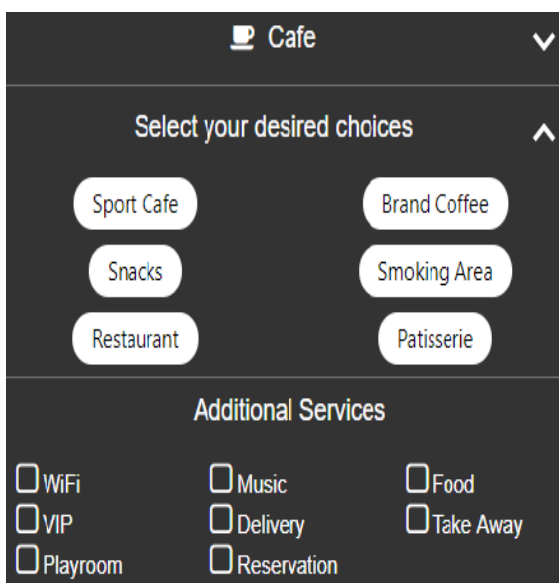 Cafe
Select your desired choices
Sport Cafe Brand Coffee
Snacks Smoking Area
Restaurant Patisserie
Additional Services
WiFi Music Food
VIP Delivery Take Away
Playroom Reservation